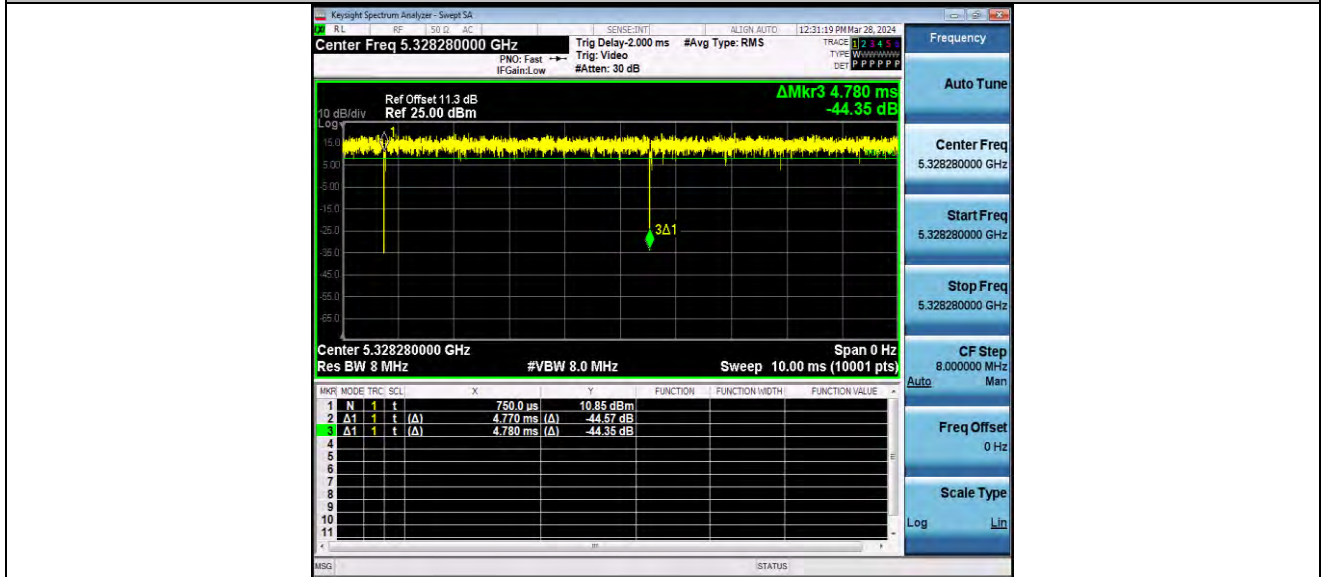 Keysight Spectrum Analyzer - Swept SA
RL RF 50 Ω AC SENSE:INT ALIGN AUTO 12:31:19 PM Mar 28, 2024
Center Freq 5.328280000 GHz
PNO: Fast
IFGain:Low
Trig Delay-2.000 ms
Trig: Video
#Atten: 30 dB
#Avg Type: RMS
TRACE 1 2 3 4 5 6
TYPE WWWWWW
DET P P P P P P
Frequency
Auto Tune
Center Freq
5.328280000 GHz
Start Freq
5.328280000 GHz
Stop Freq
5.328280000 GHz
CF Step
8.000000 MHz
Auto Man
Freq Offset
0 Hz
Scale Type
Log Lin
ΔMkr3 4.780 ms
-44.35 dB
Ref Offset 11.3 dB
10 dB/div Ref 25.00 dBm
Log
1
15.0
5.00
-5.00
-15.0
-25.0
3Δ1
-35.0
-45.0
-55.0
-65.0
Center 5.328280000 GHz Span 0 Hz
Res BW 8 MHz #VBW 8.0 MHz Sweep 10.00 ms (10001 pts)
MKR MODE TRC SCL X Y FUNCTION FUNCTION WIDTH FUNCTION VALUE
1 N 1 t 750.0 µs 10.85 dBm
2 Δ1 1 t (Δ) 4.770 ms (Δ) -44.57 dB
3 Δ1 1 t (Δ) 4.780 ms (Δ) -44.35 dB
4
5
6
7
8
9
10
11
MSG STATUS